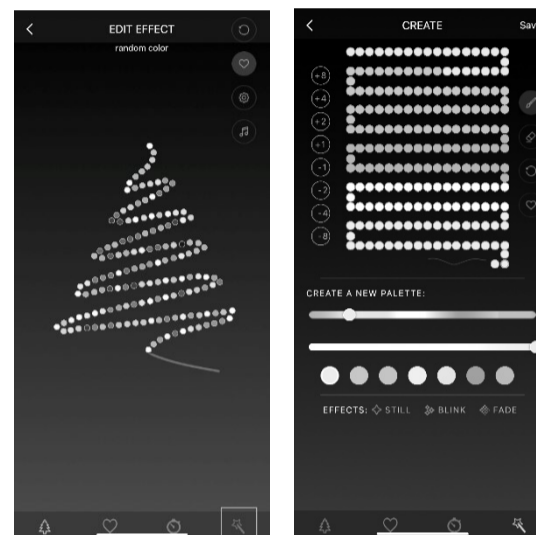 EDIT EFFECT
random color
CREATE
Sav
+8
+4
+2
+1
-1
-2
-4
-8
CREATE A NEW PALETTE:
EFFECTS: STILL BLINK FADE